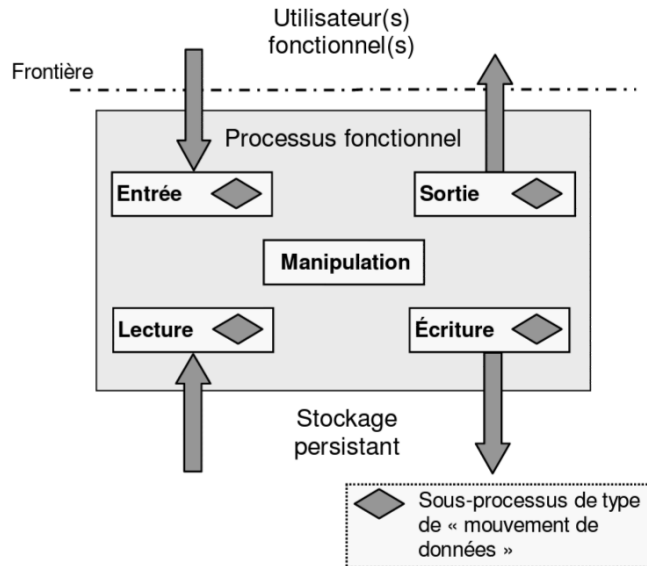 Utilisateur(s)
fonctionnel(s)
Frontière
Processus fonctionnel
Entrée
Sortie
Manipulation
Lecture
Écriture
Stockage
persistant
Sous-processus de type
de « mouvement de
données »